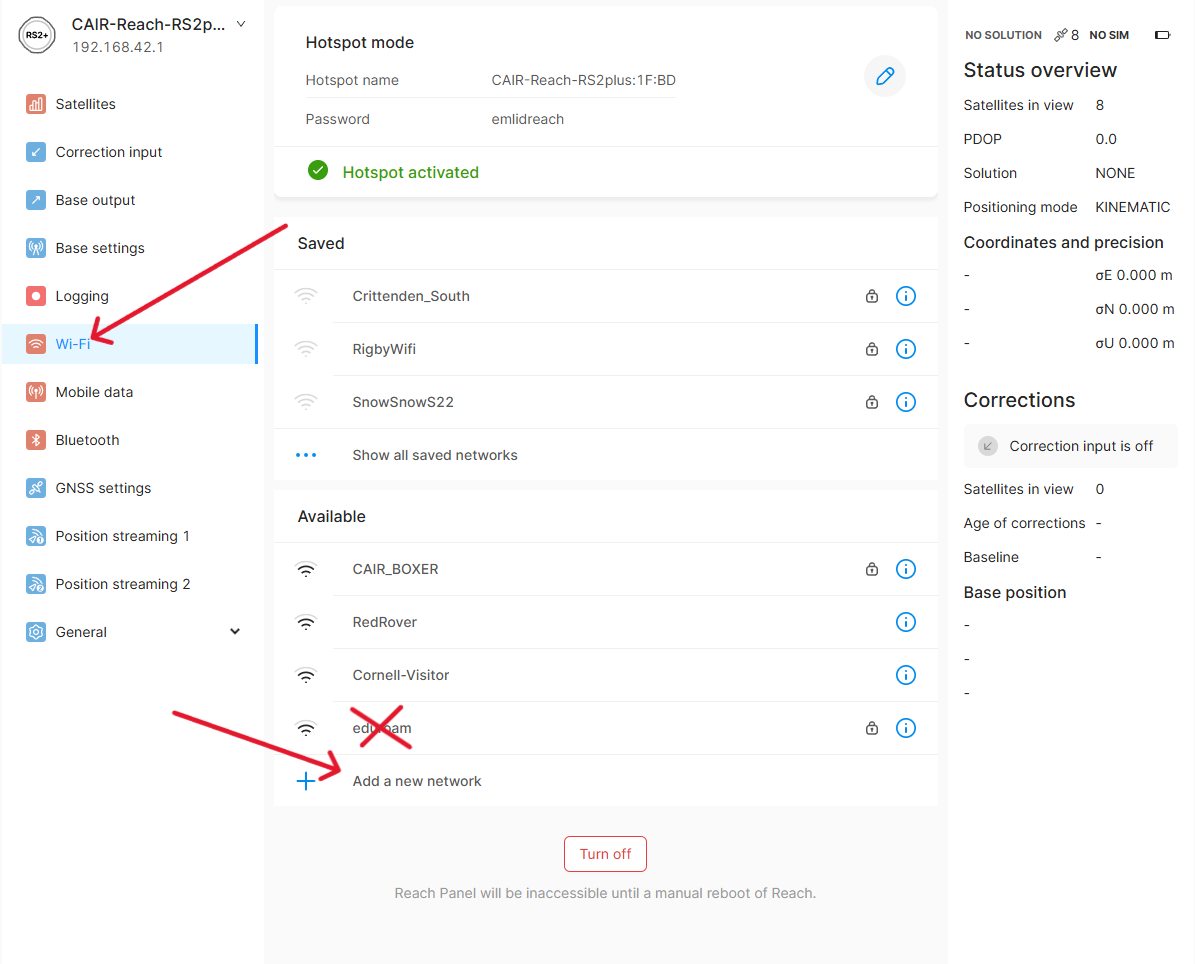 RS2+
CAIR-Reach-RS2p...
192.168.42.1
Satellites
Correction input
Base output
Base settings
Logging
Wi-Fi
Mobile data
Bluetooth
GNSS settings
Position streaming 1
Position streaming 2
General
Hotspot mode
Hotspot name CAIR-Reach-RS2plus:1F:BD
Password emlidreach
Hotspot activated
Saved
Crittenden_South
RigbyWifi
SnowSnowS22
Show all saved networks
Available
CAIR_BOXER
RedRover
Cornell-Visitor
eduroam
Add a new network
Turn off
Reach Panel will be inaccessible until a manual reboot of Reach.
NO SOLUTION 8 NO SIM
Status overview
Satellites in view 8
PDOP 0.0
Solution NONE
Positioning mode KINEMATIC
Coordinates and precision
- σE 0.000 m
- σN 0.000 m
- σU 0.000 m
Corrections
Correction input is off
Satellites in view 0
Age of corrections -
Baseline -
Base position
-
-
-